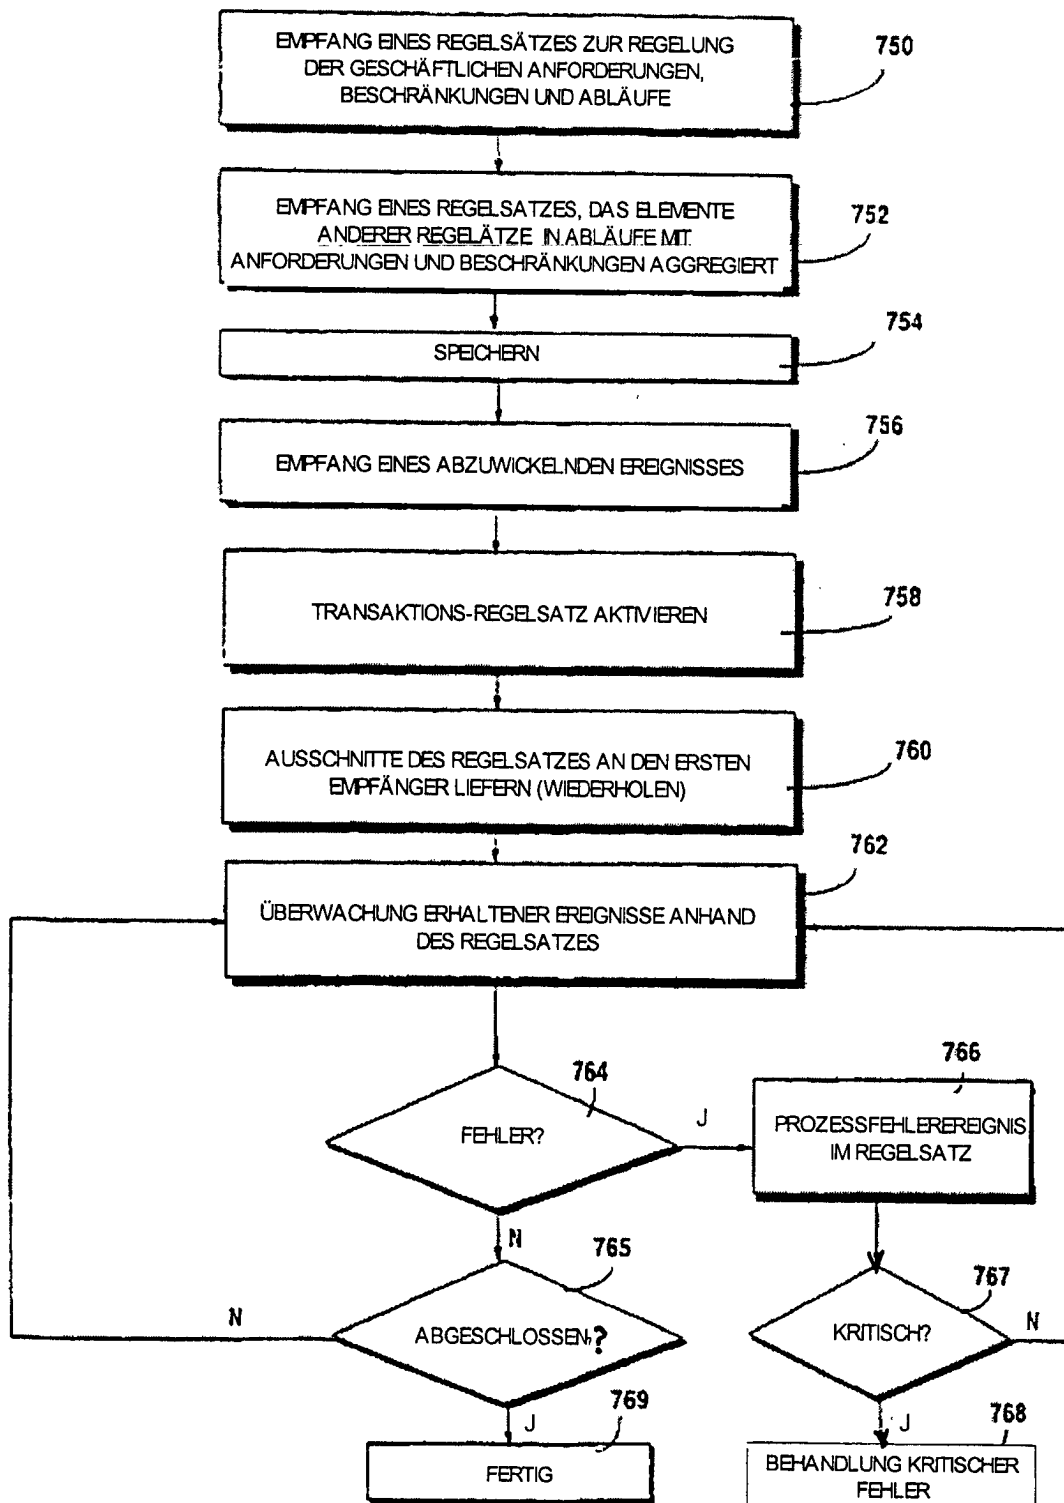 EMPFANG EINES REGELSÄTZES ZUR REGELUNG
DER GESCHÄFTLICHEN ANFORDERUNGEN,
BESCHRÄNKUNGEN UND ABLÄUFE
750
EMPFANG EINES REGELSATZES, DAS ELEMENTE
ANDERER REGELÄTZE IN ABLÄUFE MIT
ANFORDERUNGEN UND BESCHRÄNKUNGEN AGGREGIERT
752
SPEICHERN
754
EMPFANG EINES ABZUWICKELNDEN EREIGNISSES
756
TRANSAKTIONS-REGELSATZ AKTIVIEREN
758
AUSSCHNITTE DES REGELSATZES AN DEN ERSTEN
EMPFÄNGER LIEFERN (WIEDERHOLEN)
760
ÜBERWACHUNG ERHALTENER EREIGNISSE ANHAND
DES REGELSATZES
762
FEHLER?
764
J
PROZESSFEHLEREREIGNIS
IM REGELSATZ
766
N
ABGESCHLOSSEN,?
765
N
KRITISCH?
767
N
J
FERTIG
769
J
BEHANDLUNG KRITISCHER
FEHLER
768